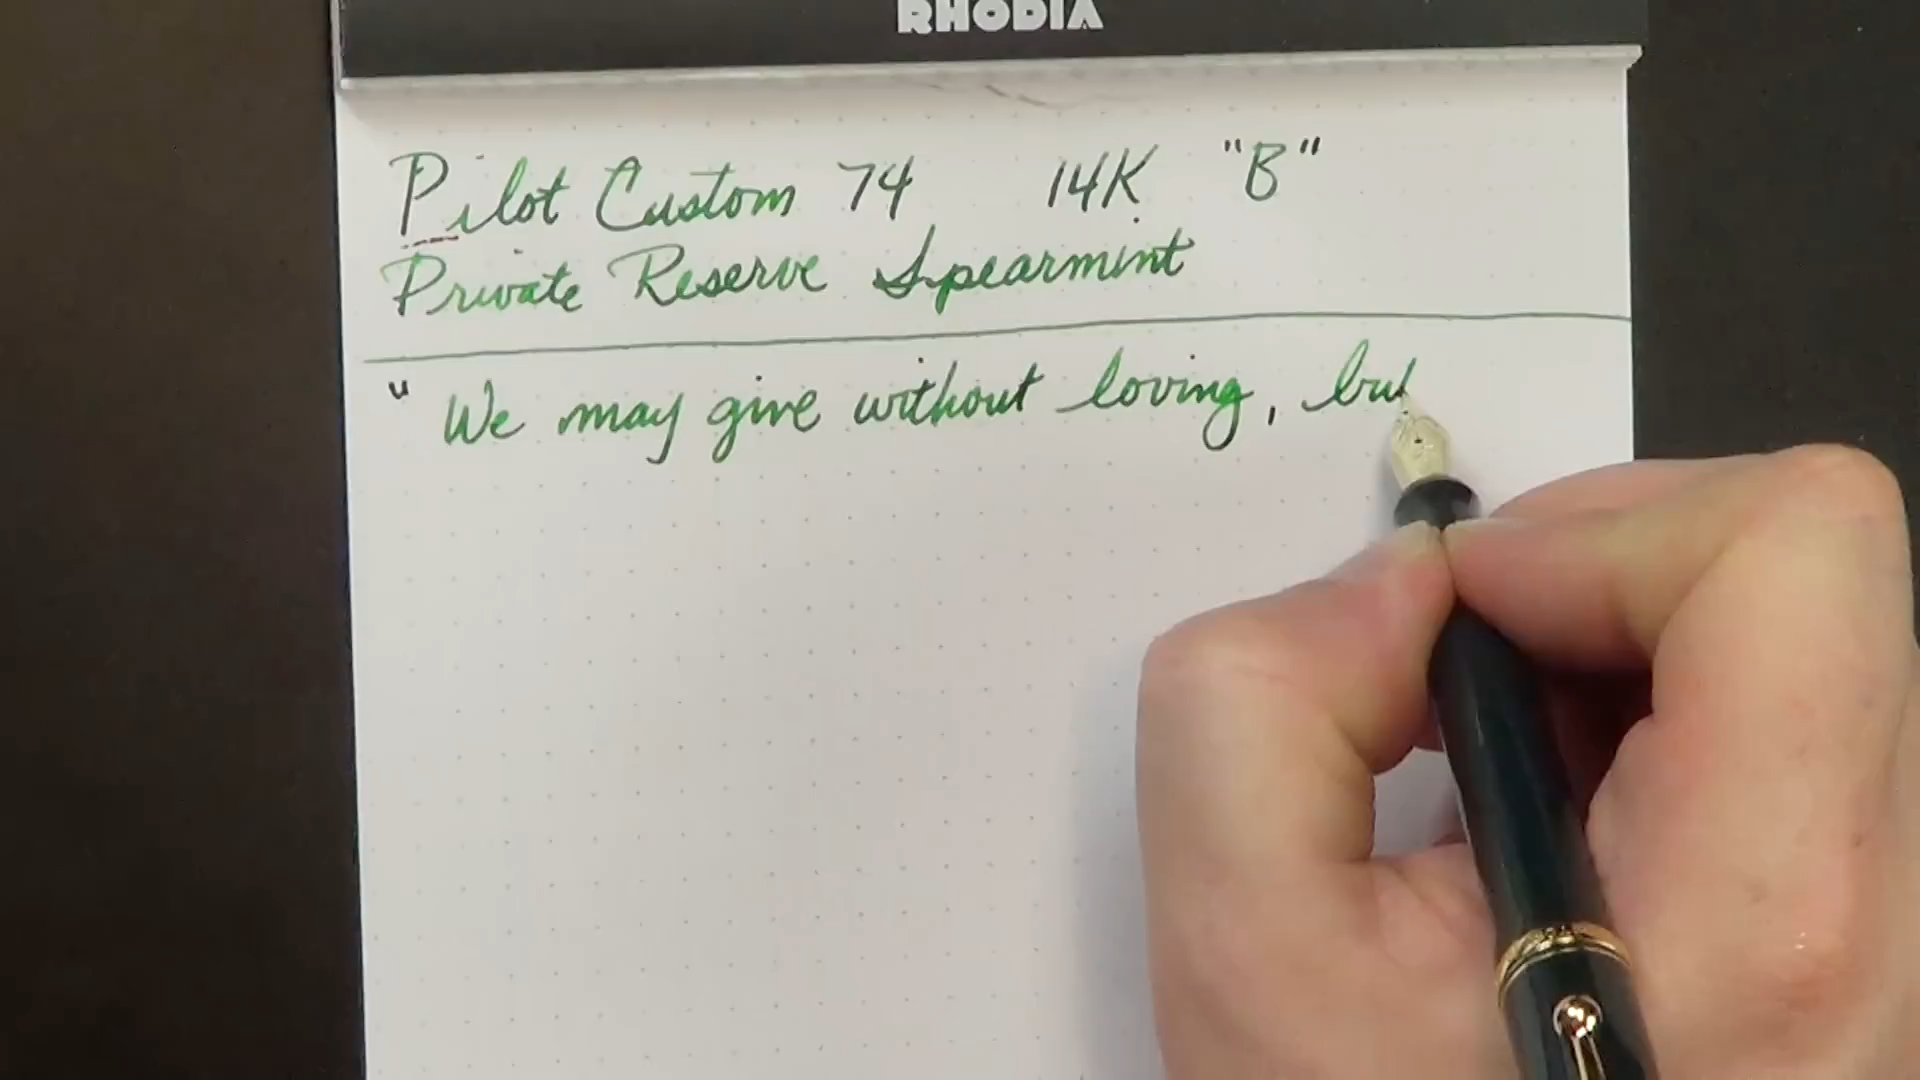 RHODIA
Pilot Custom 74 14K "B"
Private Reserve Spearmint
"We may give without loving, but